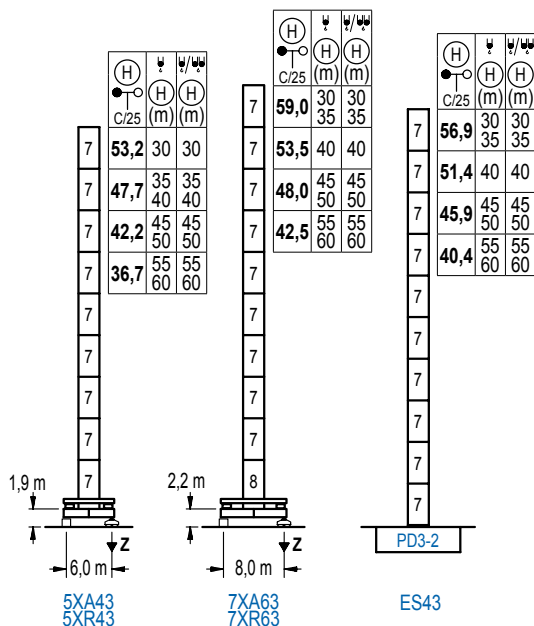 H
C/25
H (m)
H (m)
53,2 30 30
47,7 35 40 35 40
42,2 45 50 45 50
36,7 55 60 55 60
7
7
7
7
7
7
7
7
7
1,9 m
Z
6,0 m
5XA43
5XR43
H
C/25
H (m)
H (m)
59,0 30 35 30 35
53,5 40 40
48,0 45 50 45 50
42,5 55 60 55 60
7
7
7
7
7
7
7
7
7
8
2,2 m
Z
8,0 m
7XA63
7XR63
H
C/25
H (m)
H (m)
56,9 30 35 30 35
51,4 40 40
45,9 45 50 45 50
40,4 55 60 55 60
7
7
7
7
7
7
7
7
7
7
PD3-2
ES43